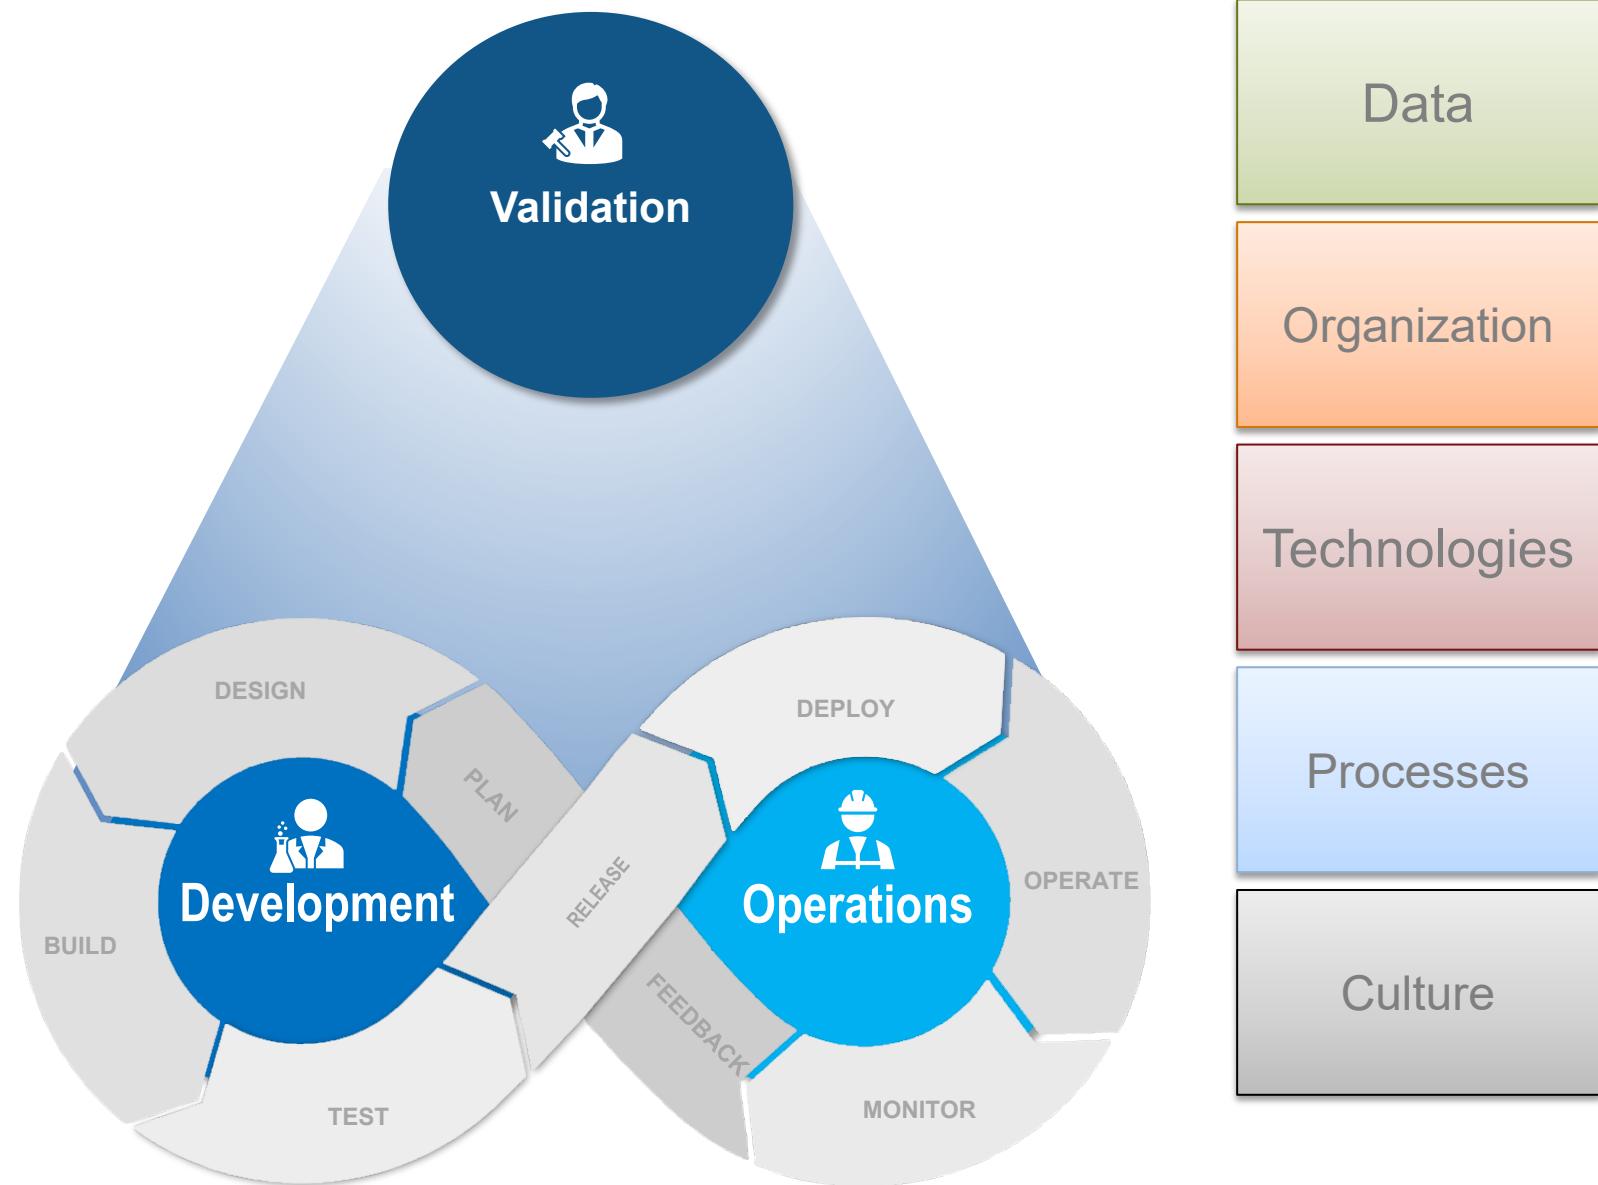 Validation
DESIGN
PLAN
Development
BUILD
TEST
RELEASE
DEPLOY
Operations
OPERATE
FEEDBACK
MONITOR
Data
Organization
Technologies
Processes
Culture